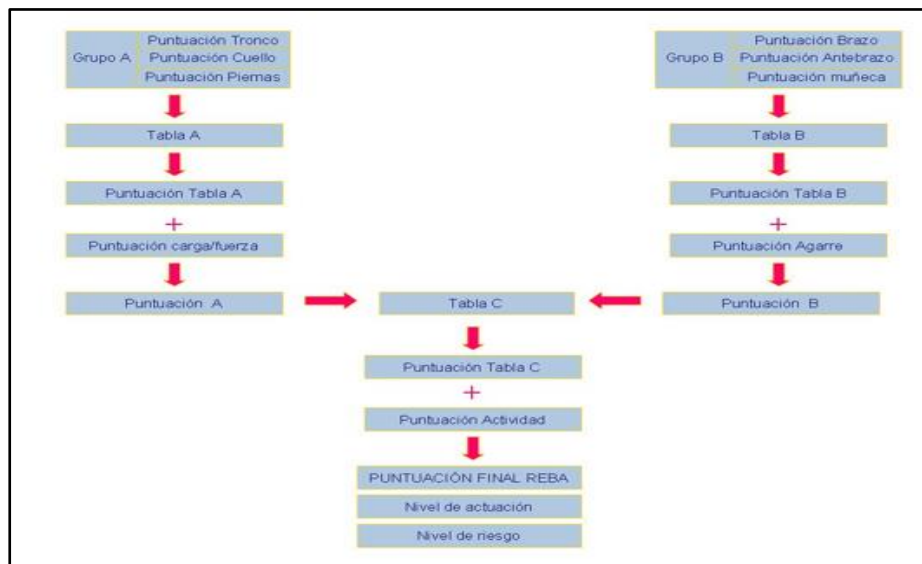 Grupo A
Puntuación Tronco
Puntuación Cuello
Puntuación Piernas
Tabla A
Puntuación Tabla A
+
Puntuación carga/fuerza
Puntuación A
Grupo B
Puntuación Brazo
Puntuación Antebrazo
Puntuación muñeca
Tabla B
Puntuación Tabla B
+
Puntuación Agarre
Puntuación B
Tabla C
Puntuación Tabla C
+
Puntuación Actividad
PUNTUACIÓN FINAL REBA
Nivel de actuación
Nivel de riesgo